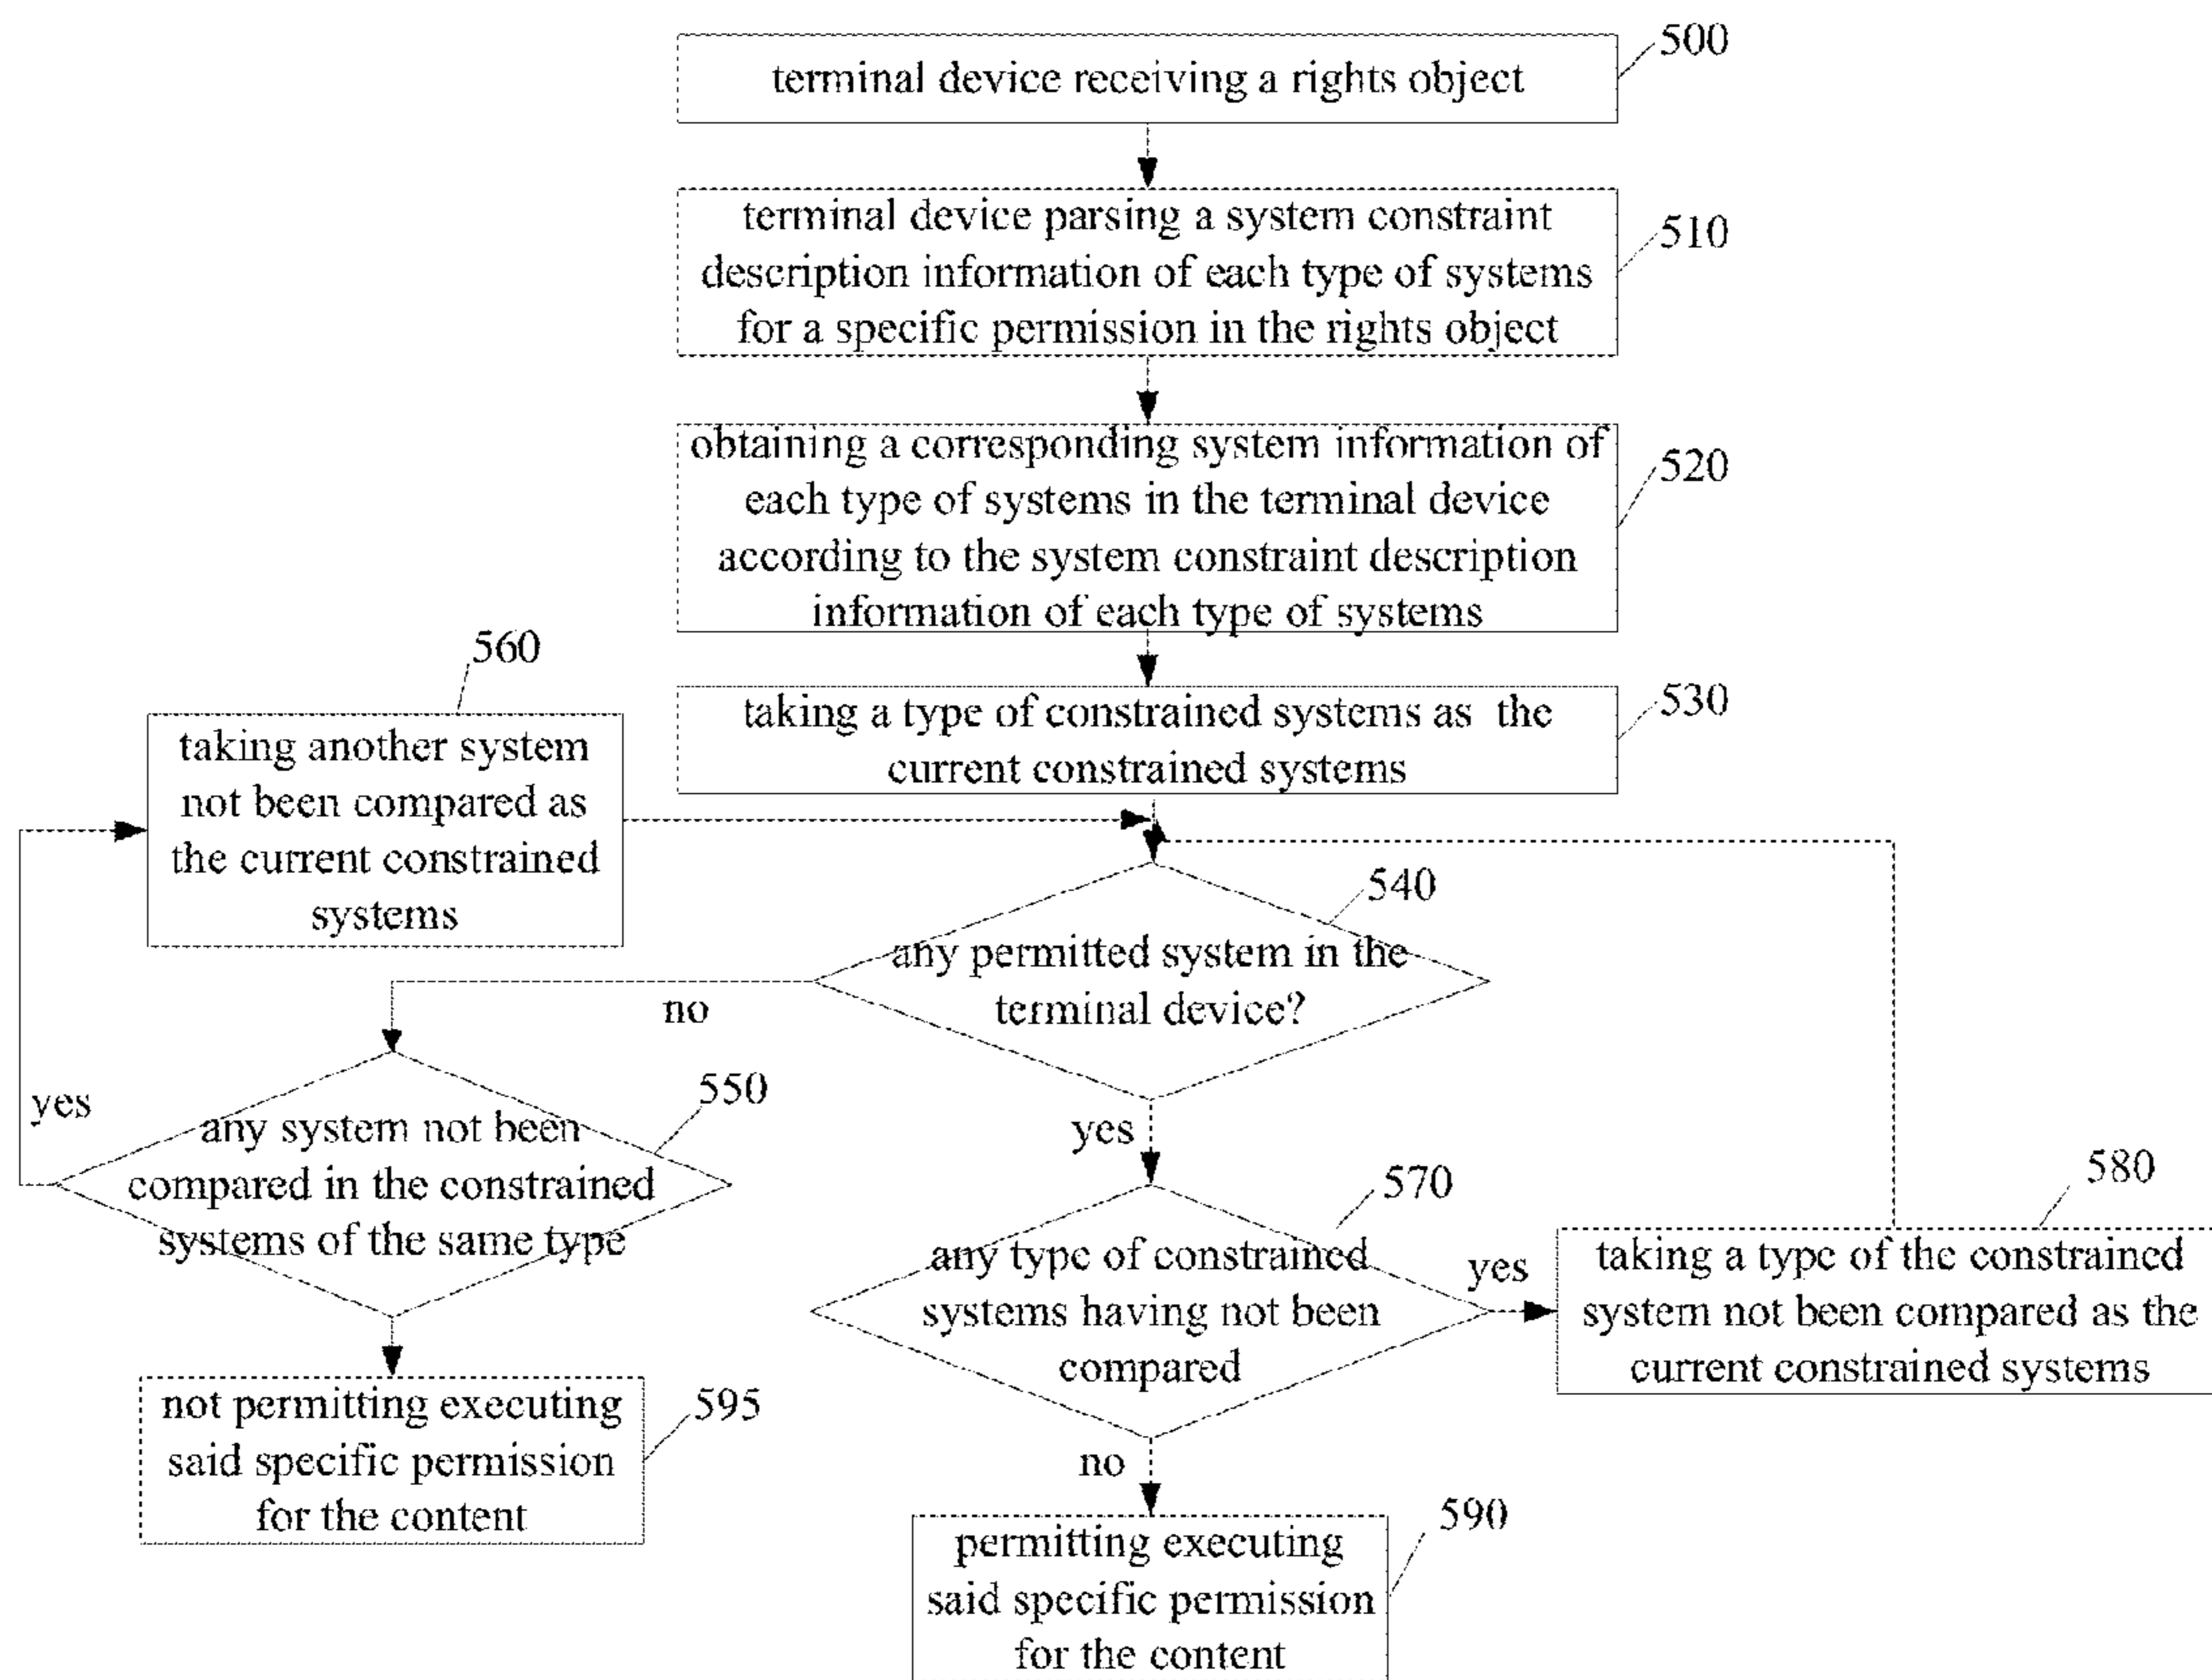 500
terminal device receiving a rights object
terminal device parsing a system constraint
description information of each type of systems
for a specific permission in the rights object
510
obtaining a corresponding system information of
each type of systems in the terminal device
according to the system constraint description
information of each type of systems
520
560
taking another system
not been compared as
the current constrained
systems
530
taking a type of constrained systems as the
current constrained systems
540
any permitted system in the
terminal device?
no
yes
550
any system not been
compared in the constrained
systems of the same type
yes
570
any type of constrained
systems having not been
compared
yes
580
taking a type of the constrained
system not been compared as the
current constrained systems
not permitting executing
said specific permission
for the content
595
no
590
permitting executing
said specific permission
for the content